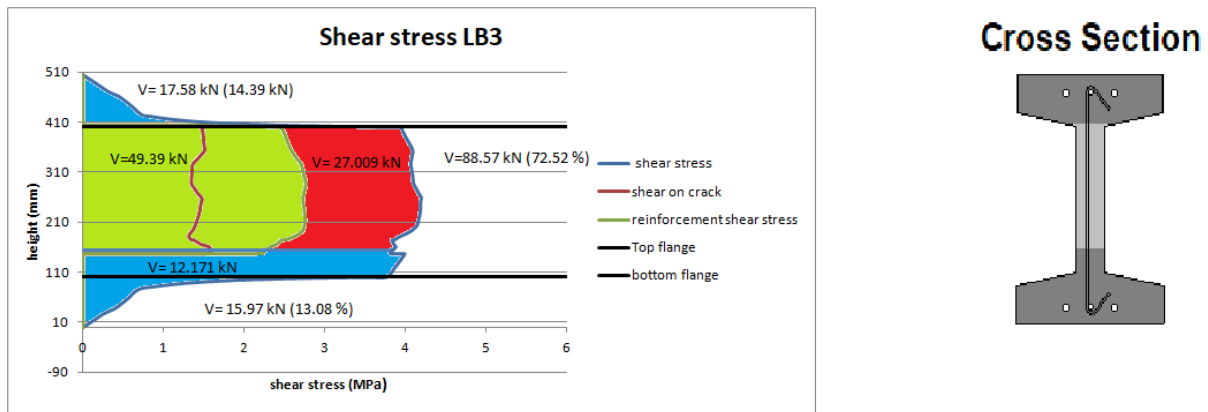 Shear stress LB3
Cross Section
510
410
310
210
110
10
-90
height (mm)
V= 17.58 kN (14.39 kN)
V=49.39 kN
V= 27.009 kN
V=88.57 kN (72.52 %)
V= 12.171 kN
V= 15.97 kN (13.08 %)
0 1 2 3 4 5 6
shear stress (MPa)
shear stress
shear on crack
reinforcement shear stress
Top flange
bottom flange